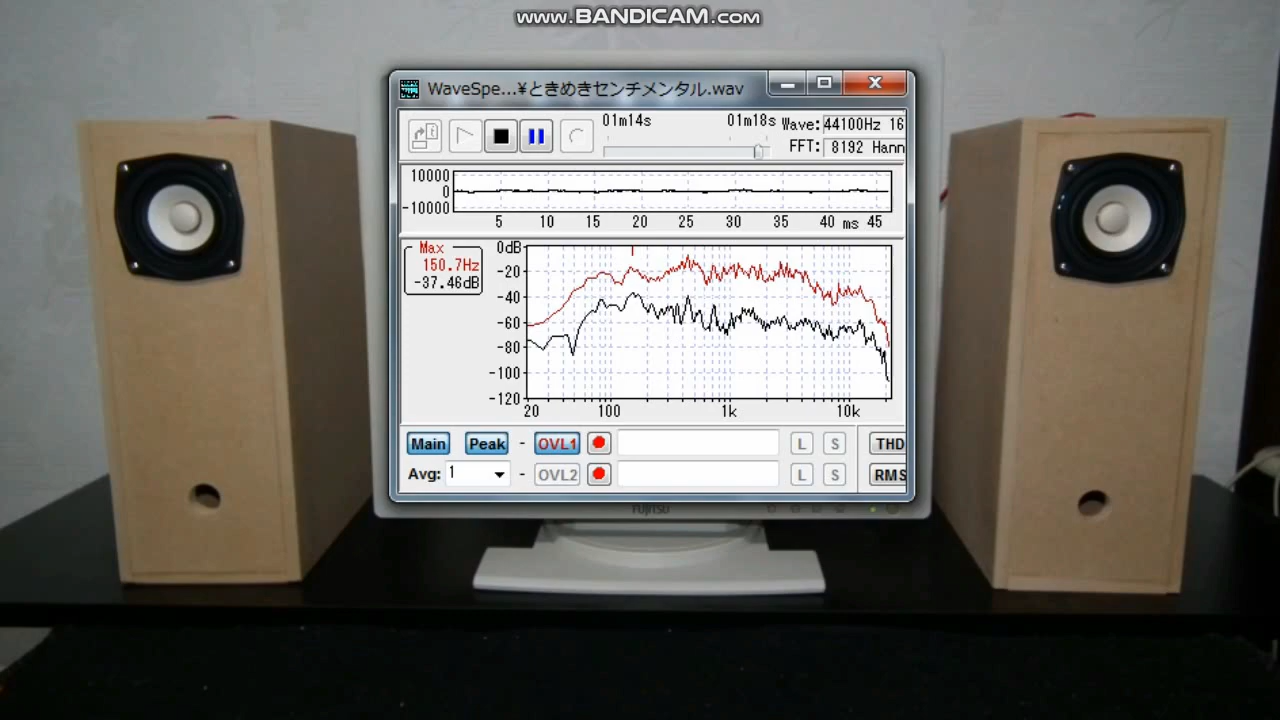 www.BANDICAM.com
WaveSpe...¥ときめきセンチメンタル.wav
01m14s 01m18s Wave: 44100Hz 16
FFT: 8192 Hann
10000
0
-10000
5 10 15 20 25 30 35 40 ms 45
Max
150.7Hz
-37.46dB
0dB
-20
-40
-60
-80
-100
-120
20 100 1k 10k
Main Peak - OVL1 L S THD
Avg: 1 - OVL2 L S RMS
FUJITSU